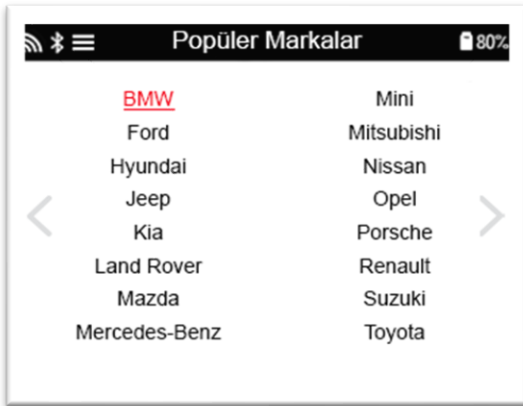 Popüler Markalar 80%
BMW
Ford
Hyundai
Jeep
Kia
Land Rover
Mazda
Mercedes-Benz
Mini
Mitsubishi
Nissan
Opel
Porsche
Renault
Suzuki
Toyota